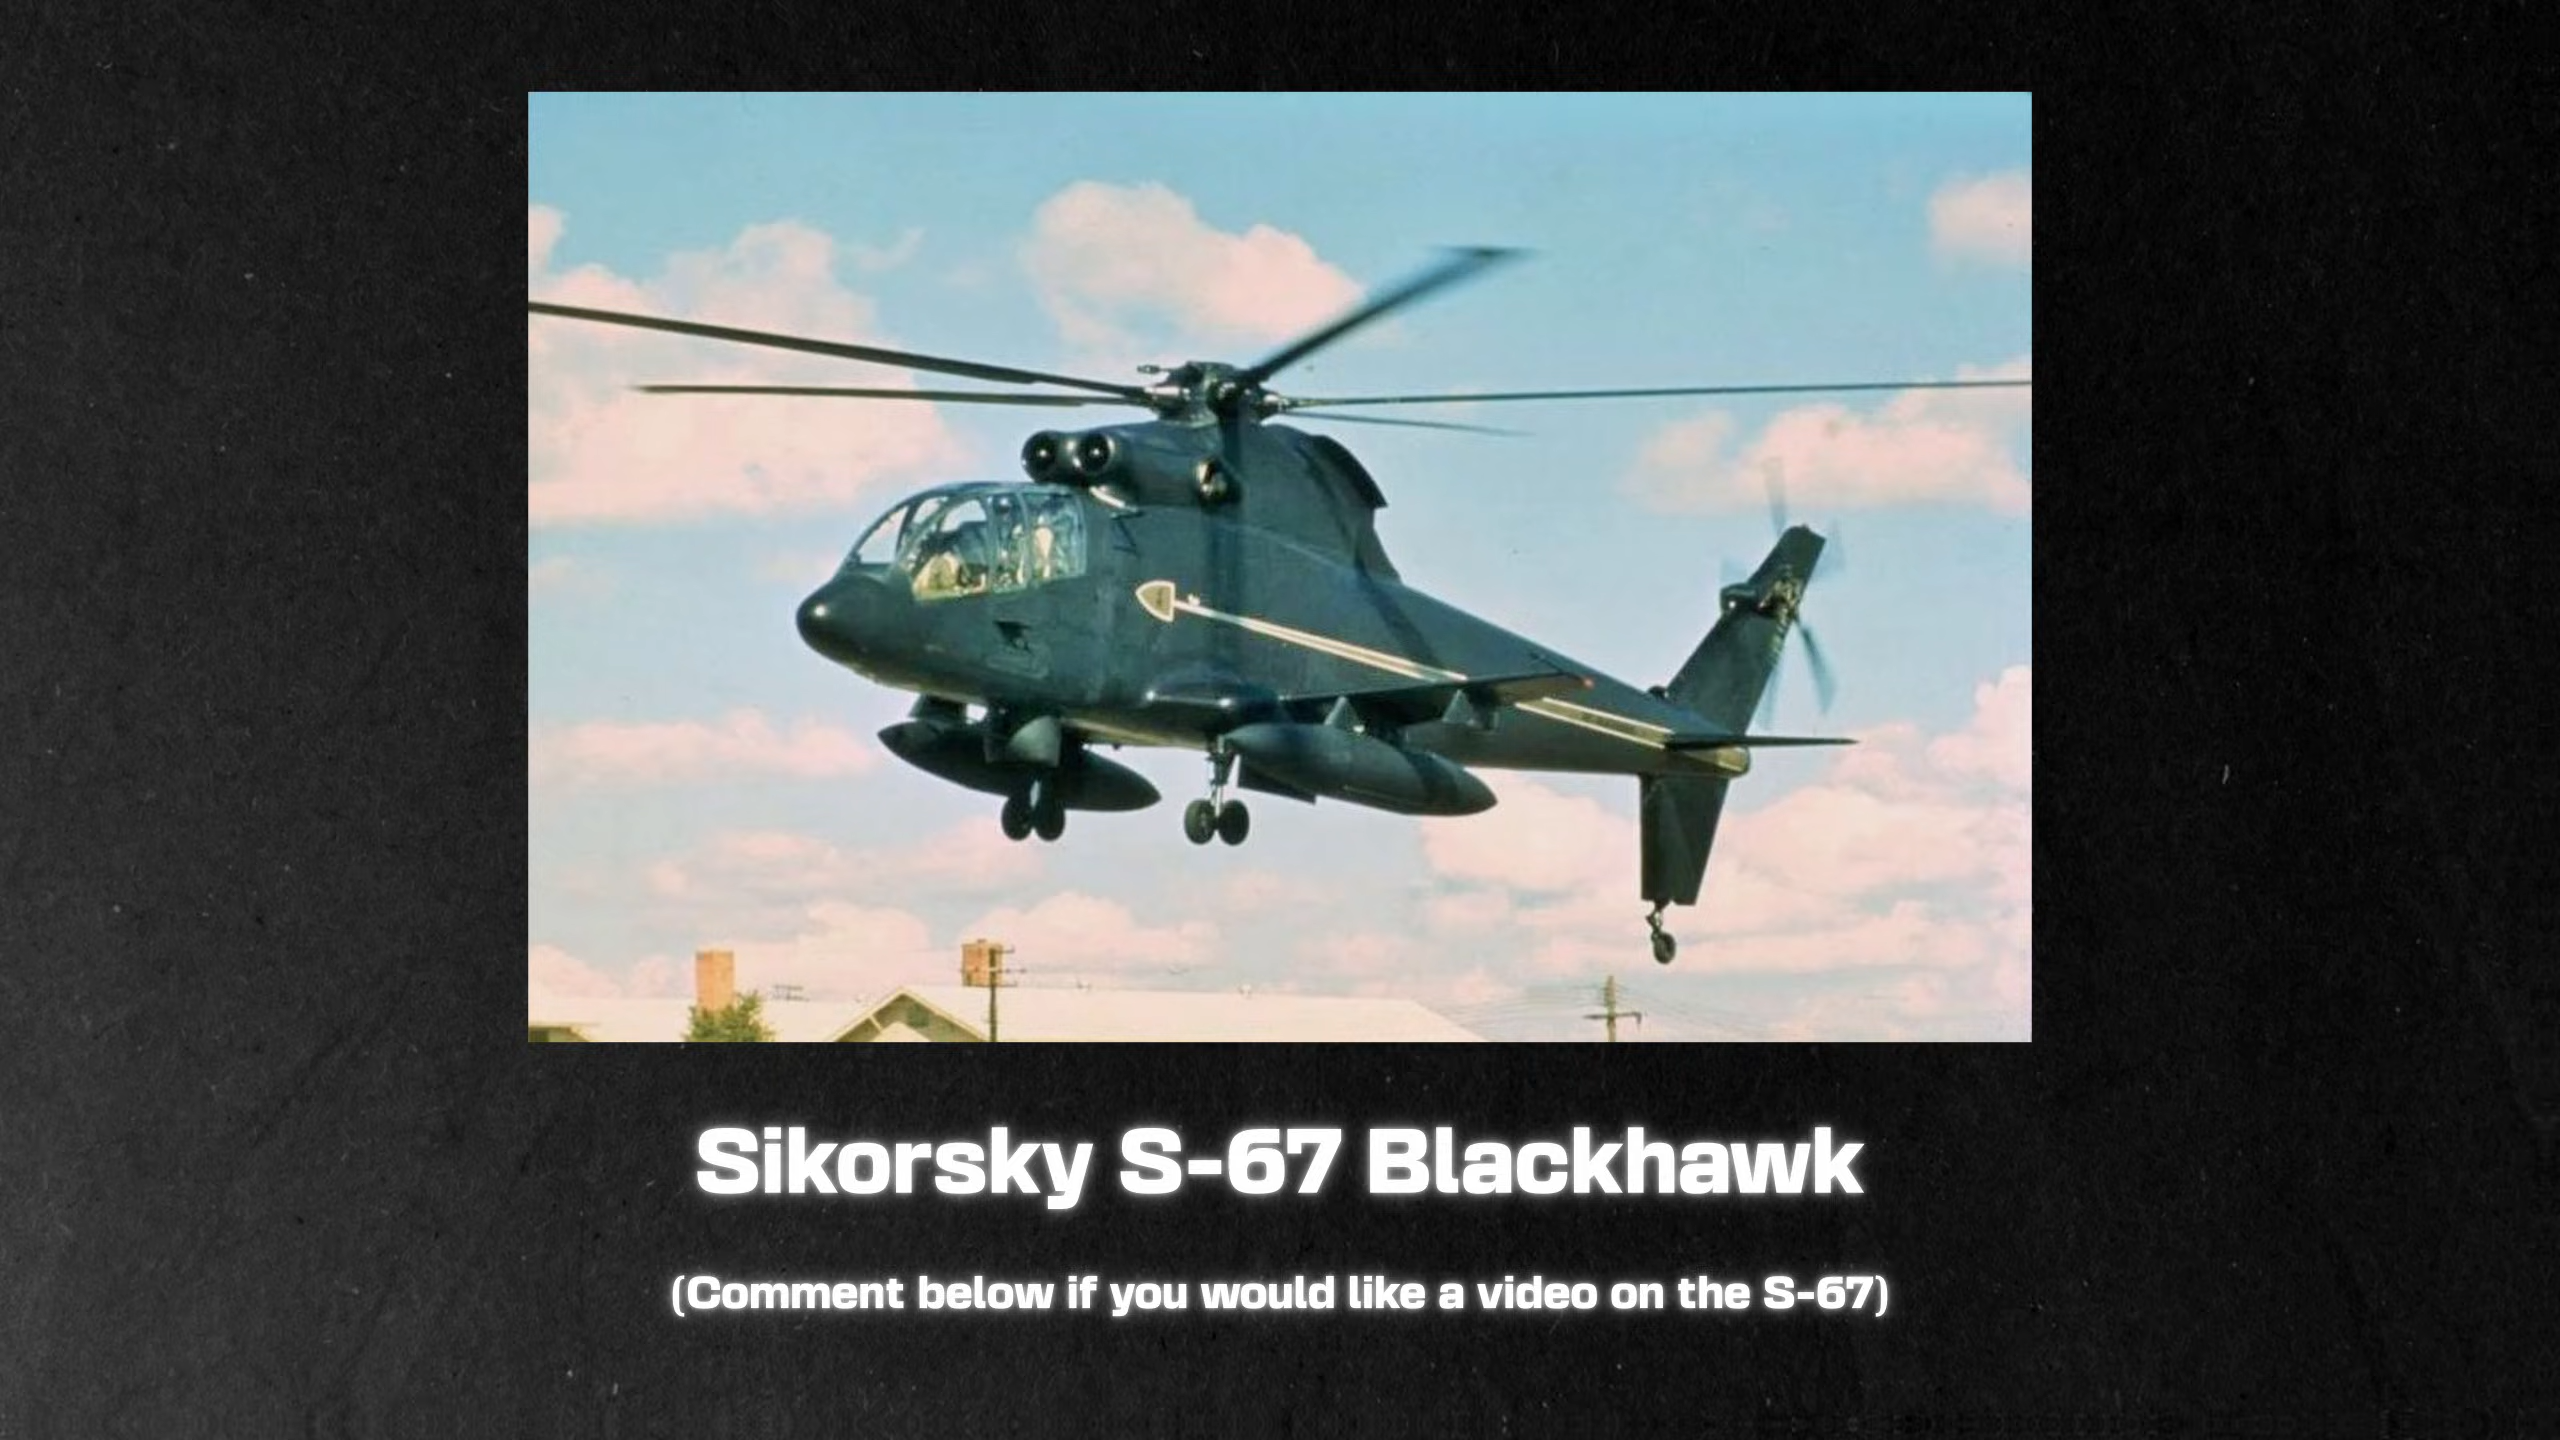 Sikorsky S-67 Blackhawk
(Comment below if you would like a video on the S-67)